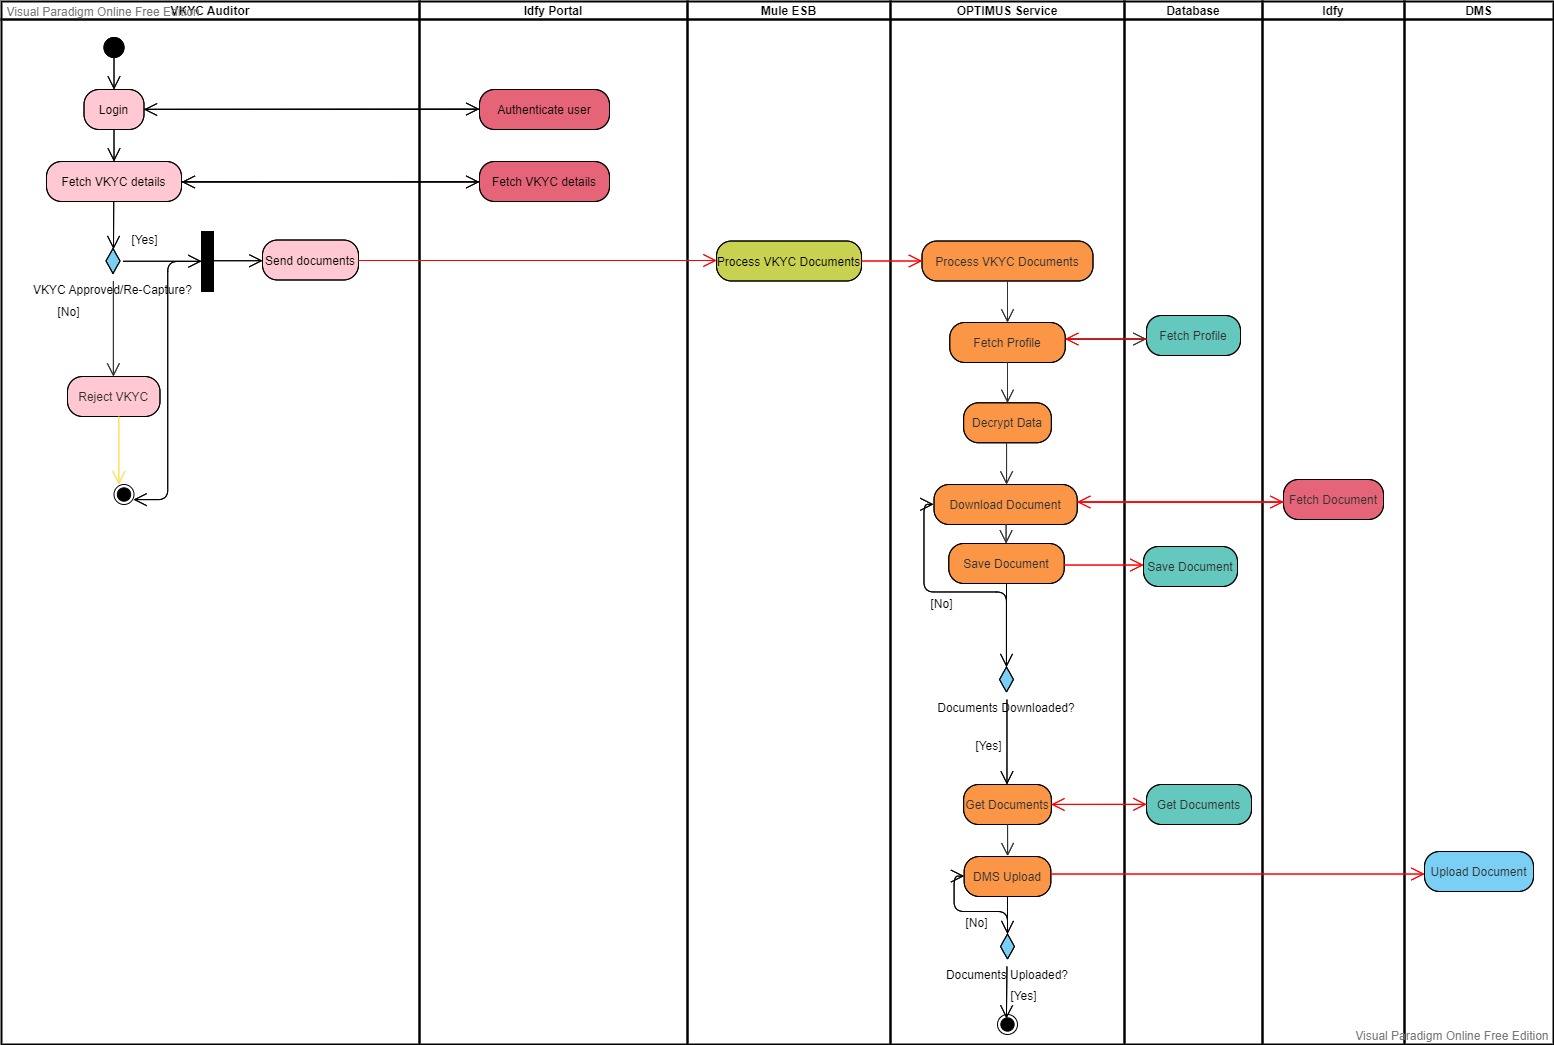 Visual Paradigm Online Free Edition
VKYC Auditor
Idfy Portal
Mule ESB
OPTIMUS Service
Database
Idfy
DMS
Login
Authenticate user
Fetch VKYC details
Fetch VKYC details
[Yes]
Send documents
Process VKYC Documents
Process VKYC Documents
VKYC Approved/Re-Capture?
[No]
Fetch Profile
Fetch Profile
Reject VKYC
Decrypt Data
Download Document
Fetch Document
Save Document
Save Document
[No]
Documents Downloaded?
[Yes]
Get Documents
Get Documents
DMS Upload
Upload Document
[No]
Documents Uploaded?
[Yes]
Visual Paradigm Online Free Edition